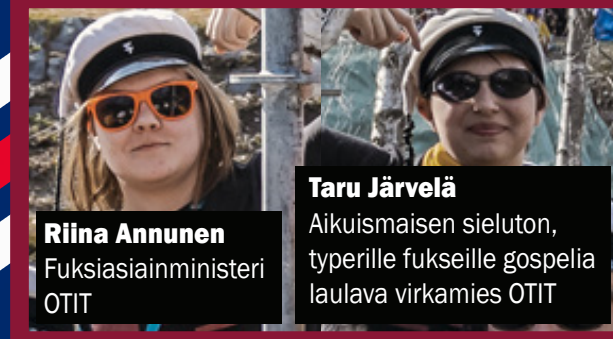 Riina Annunen
Fuksiasiainministeri
OTIT
Taru Järvelä
Aikuismaisen sieluton,
typerille fukseille gospelia
laulava virkamies OTIT